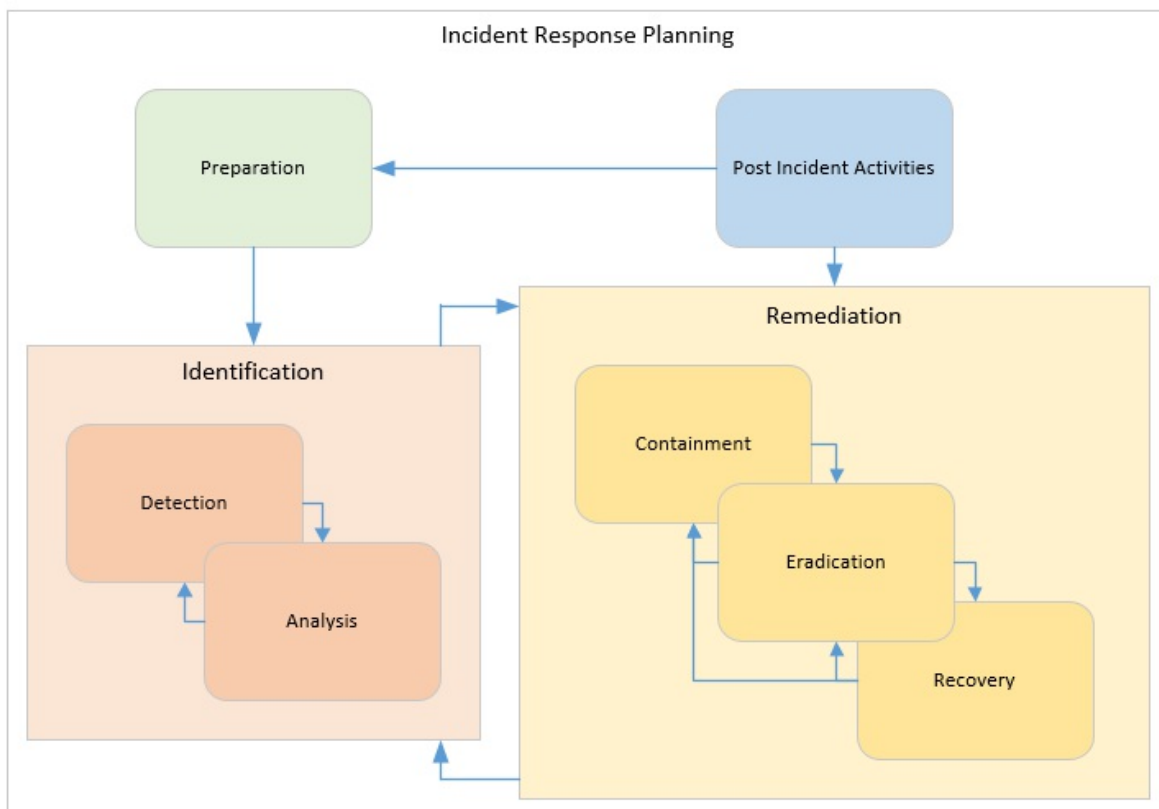 Incident Response Planning
Preparation
Post Incident Activities
Identification
Detection
Analysis
Remediation
Containment
Eradication
Recovery